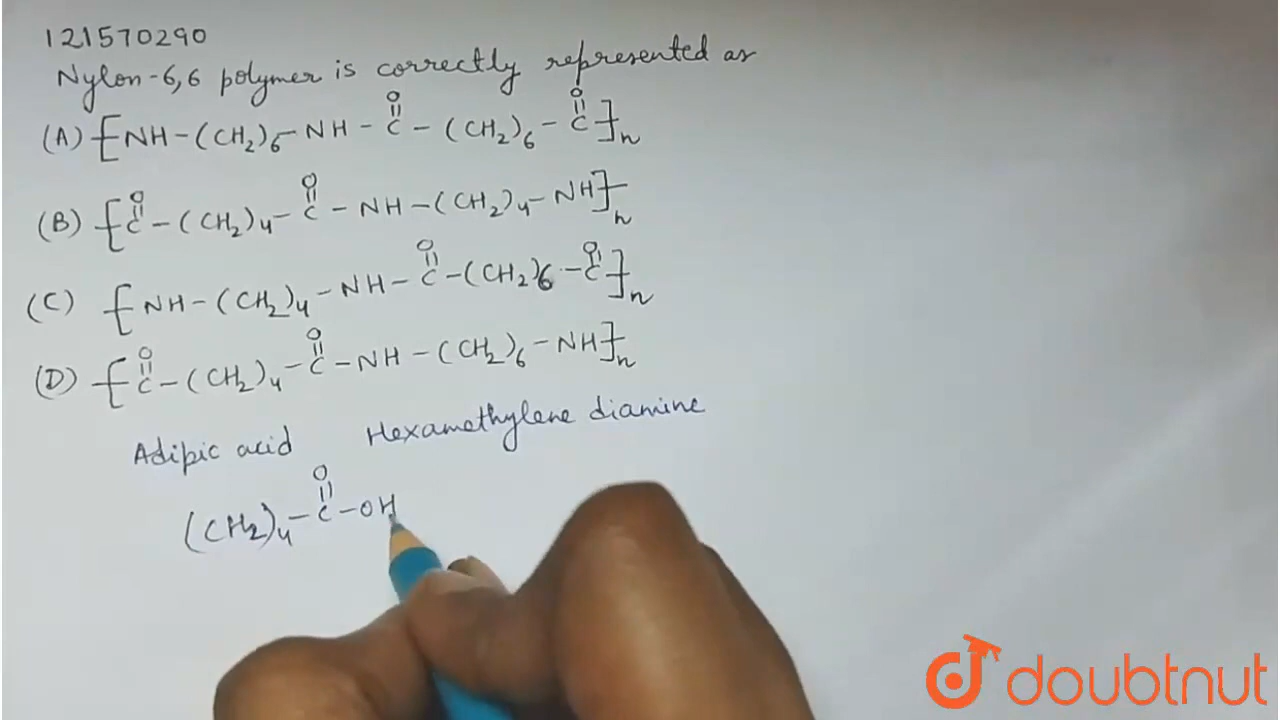 121570290
Nylon-6,6 polymer is correctly represented as
(A) -[NH-(CH₂)₆-NH-C(=O)-(CH₂)₆-C(=O)]-ₙ
(B) -[C(=O)-(CH₂)₄-C(=O)-NH-(CH₂)₄-NH]-ₙ
(C) -[NH-(CH₂)₄-NH-C(=O)-(CH₂)₆-C(=O)]-ₙ
(D) -[C(=O)-(CH₂)₄-C(=O)-NH-(CH₂)₆-NH]-ₙ
Adipic acid Hexamethylene diamine
(CH₂)₄-C(=O)-OH
doubtnut